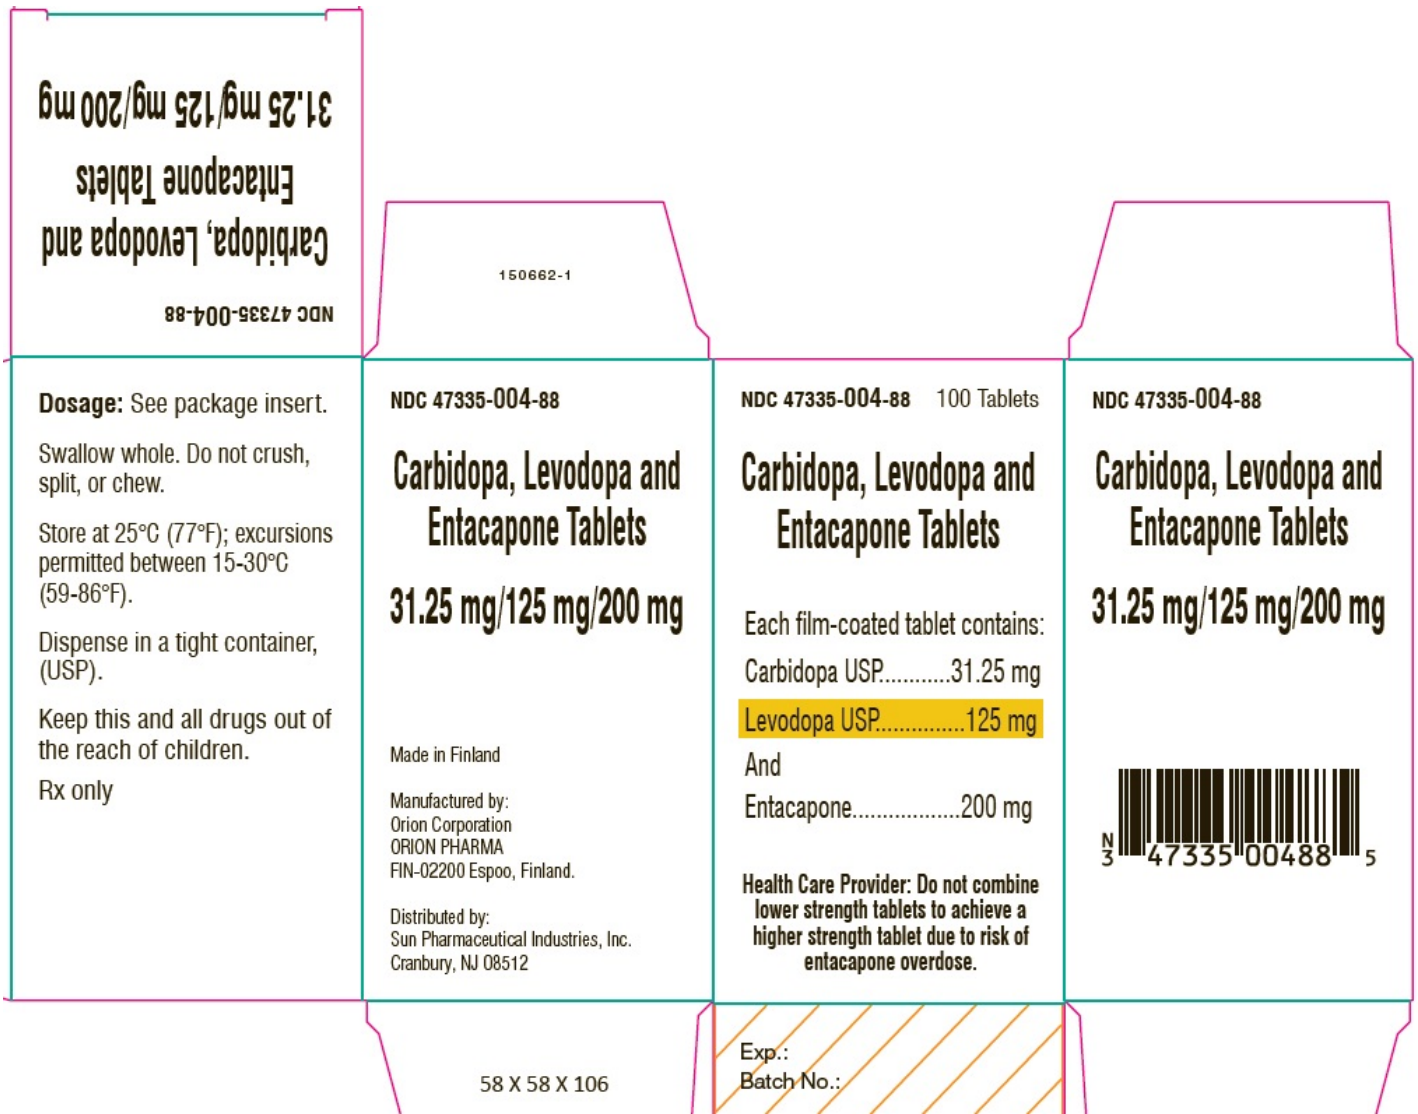 NDC 47335-004-88
Carbidopa, Levodopa and
Entacapone Tablets
31.25 mg/125 mg/200 mg
Dosage: See package insert.
Swallow whole. Do not crush,
split, or chew.
Store at 25°C (77°F); excursions
permitted between 15-30°C
(59-86°F).
Dispense in a tight container,
(USP).
Keep this and all drugs out of
the reach of children.
Rx only
150662-1
NDC 47335-004-88
Carbidopa, Levodopa and
Entacapone Tablets
31.25 mg/125 mg/200 mg
Made in Finland
Manufactured by:
Orion Corporation
ORION PHARMA
FIN-02200 Espoo, Finland.
Distributed by:
Sun Pharmaceutical Industries, Inc.
Cranbury, NJ 08512
58 X 58 X 106
NDC 47335-004-88 100 Tablets
Carbidopa, Levodopa and
Entacapone Tablets
Each film-coated tablet contains:
Carbidopa USP............31.25 mg
Levodopa USP...............125 mg
And
Entacapone..................200 mg
Health Care Provider: Do not combine
lower strength tablets to achieve a
higher strength tablet due to risk of
entacapone overdose.
Exp.:
Batch No.:
NDC 47335-004-88
Carbidopa, Levodopa and
Entacapone Tablets
31.25 mg/125 mg/200 mg
N
3 47335 00488 5